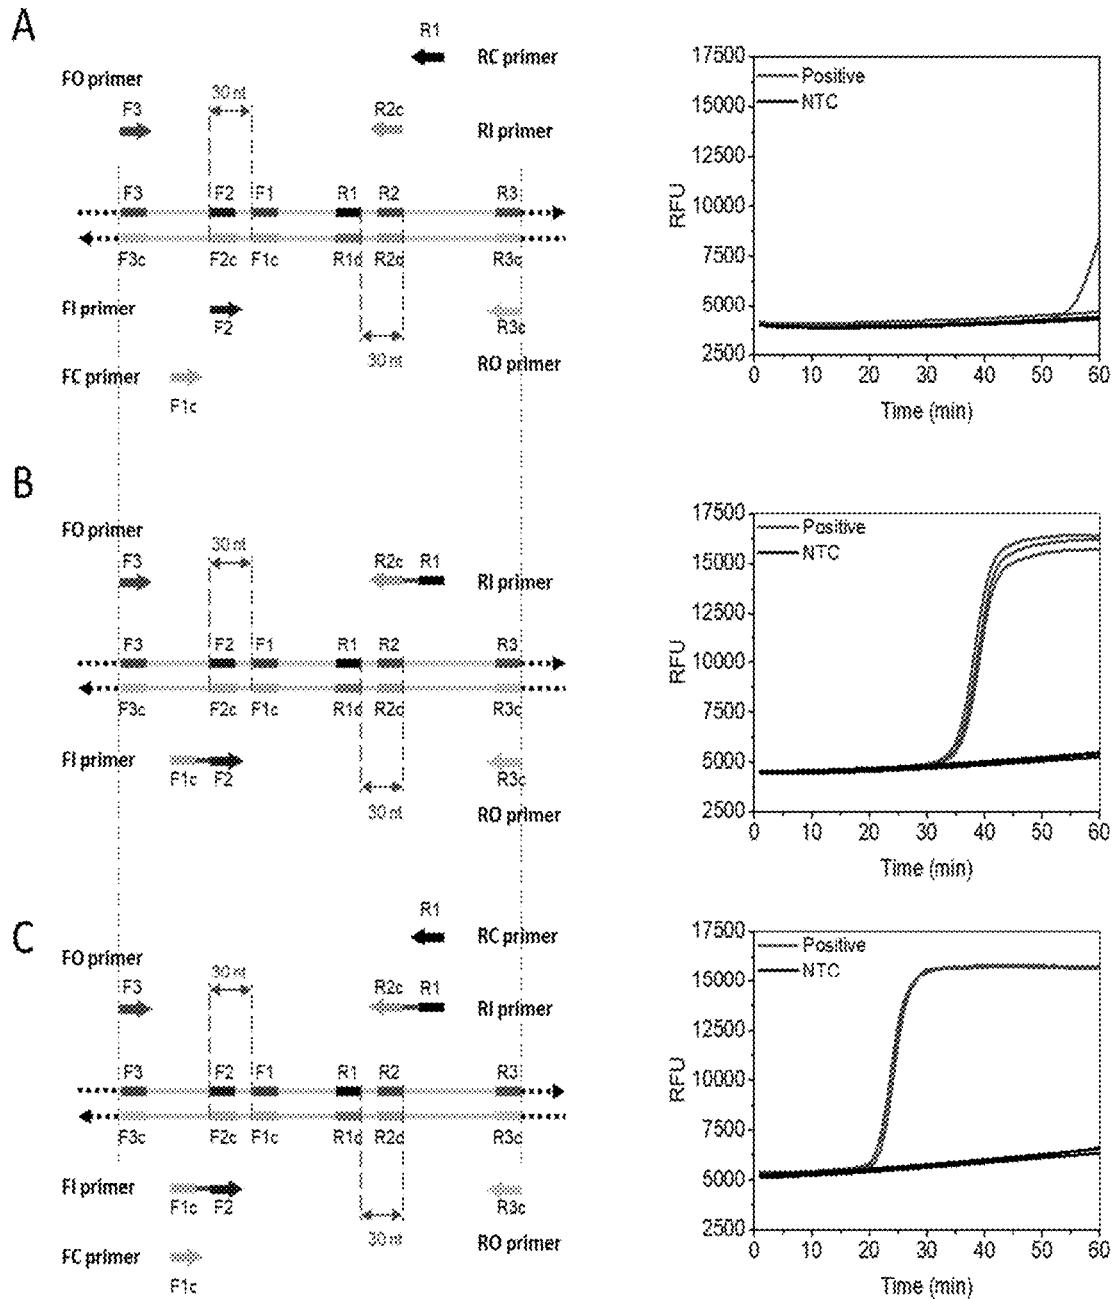 A
R1
RC primer
FO primer
F3
30 nt
R2c
RI primer
F3 F2 F1 R1 R2 R3
F3c F2c F1c R1d R2d R3c
FI primer
F2
R3c
30 nt
RO primer
FC primer
F1c
Positive
NTC
17500
15000
12500
10000
7500
5000
2500
RFU
0 10 20 30 40 50 60
Time (min)
B
FO primer
F3
30 nt
R2c R1
RI primer
F3 F2 F1 R1 R2 R3
F3c F2c F1c R1d R2d R3c
FI primer
F1c F2
R3c
30 nt
RO primer
Positive
NTC
17500
15000
12500
10000
7500
5000
2500
RFU
0 10 20 30 40 50 60
Time (min)
C
R1
RC primer
FO primer
F3
30 nt
R2c R1
RI primer
F3 F2 F1 R1 R2 R3
F3c F2c F1c R1d R2d R3c
FI primer
F1c F2
R3c
30 nt
RO primer
FC primer
F1c
Positive
NTC
17500
15000
12500
10000
7500
5000
2500
RFU
0 10 20 30 40 50 60
Time (min)